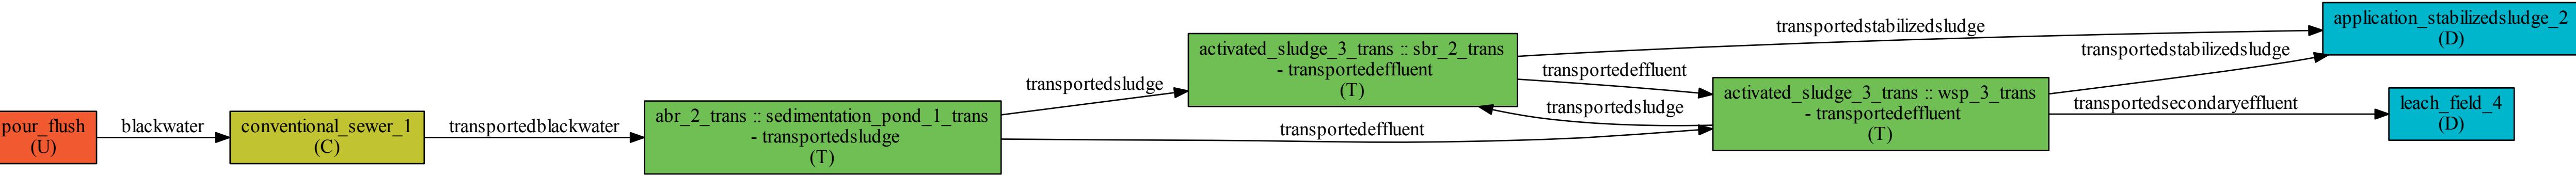 pour_flush
(U)
blackwater
conventional_sewer_1
(C)
transportedblackwater
abr_2_trans :: sedimentation_pond_1_trans
- transportedsludge
(T)
transportedsludge
transportedeffluent
activated_sludge_3_trans :: sbr_2_trans
- transportedeffluent
(T)
transportedstabilizedsludge
transportedeffluent
transportedsludge
activated_sludge_3_trans :: wsp_3_trans
- transportedeffluent
(T)
transportedstabilizedsludge
transportedsecondaryeffluent
application_stabilizedsludge_2
(D)
leach_field_4
(D)